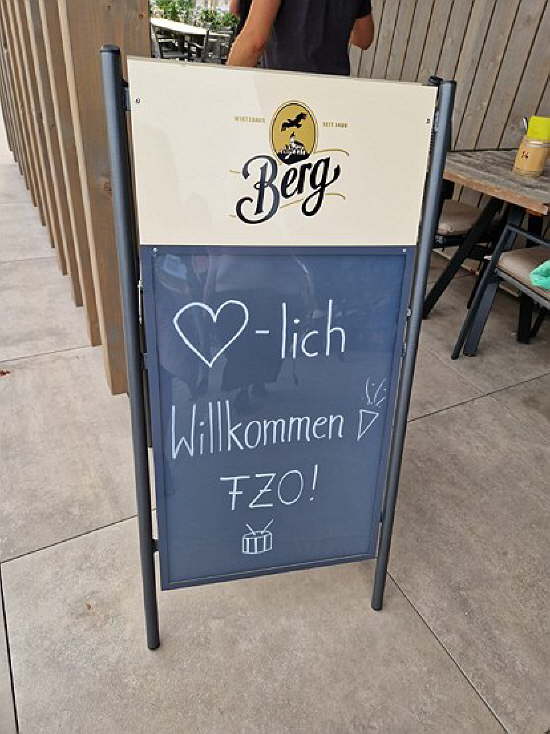 Berg
♡-lich
Willkommen
FZO!